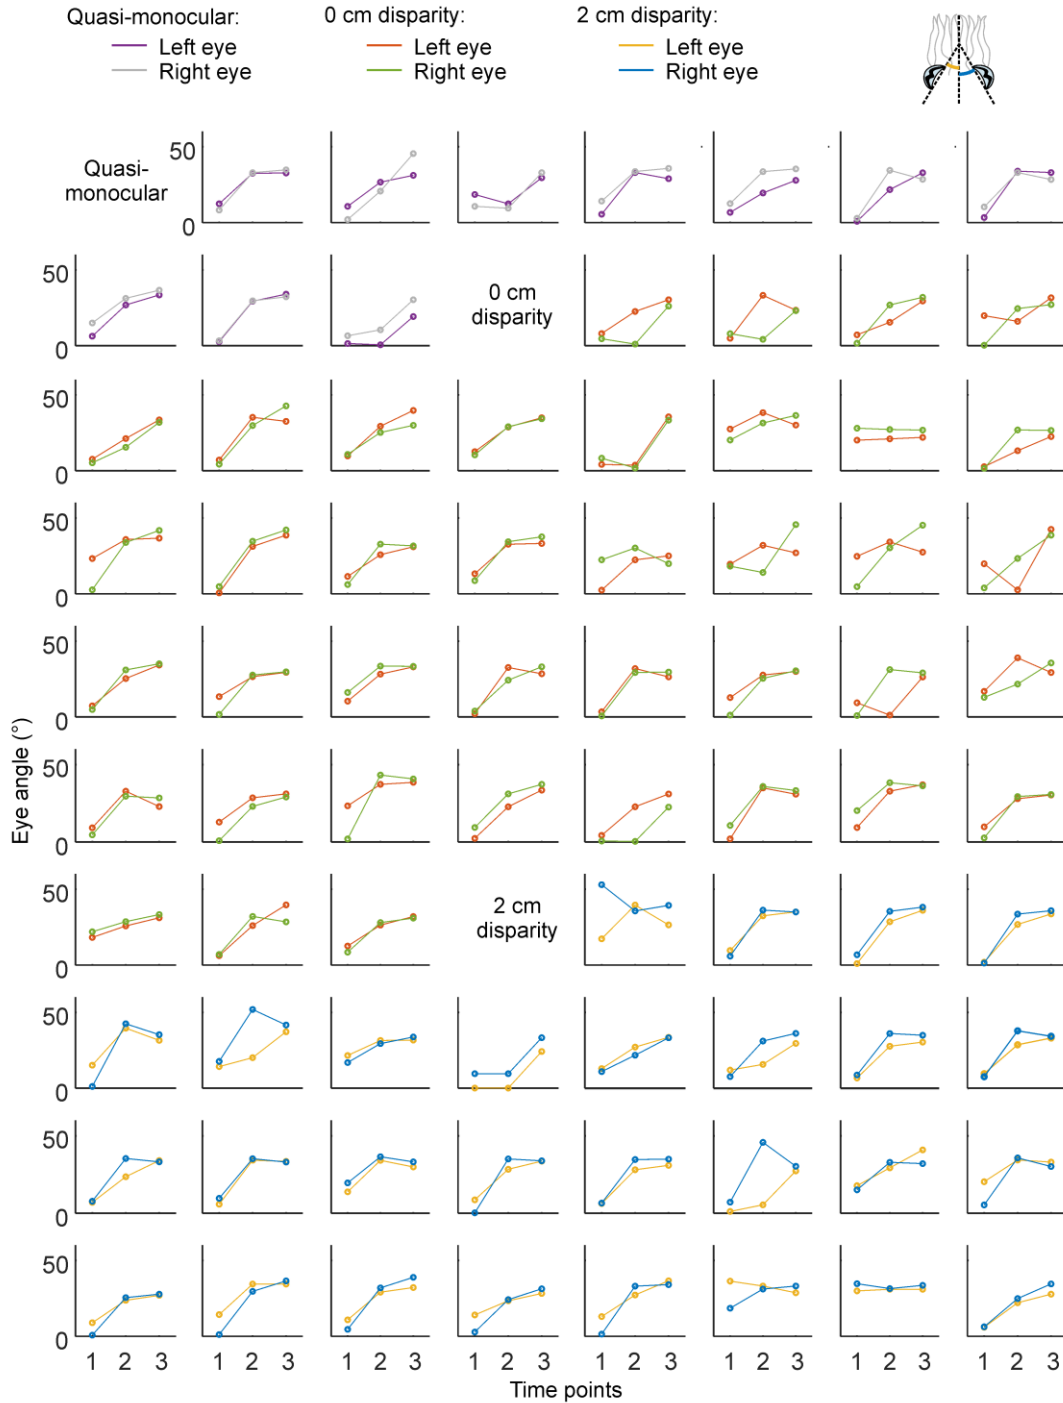 Quasi-monocular: 0 cm disparity: 2 cm disparity:
Left eye Left eye Left eye
Right eye Right eye Right eye
50
Quasi-
monocular
0
50
0 cm
disparity
0
50
0
50
0
50
0
Eye angle (°)
50
0
50
2 cm
disparity
0
50
0
50
0
50
0
1 2 3 1 2 3 1 2 3 1 2 3 1 2 3 1 2 3 1 2 3 1 2 3
Time points